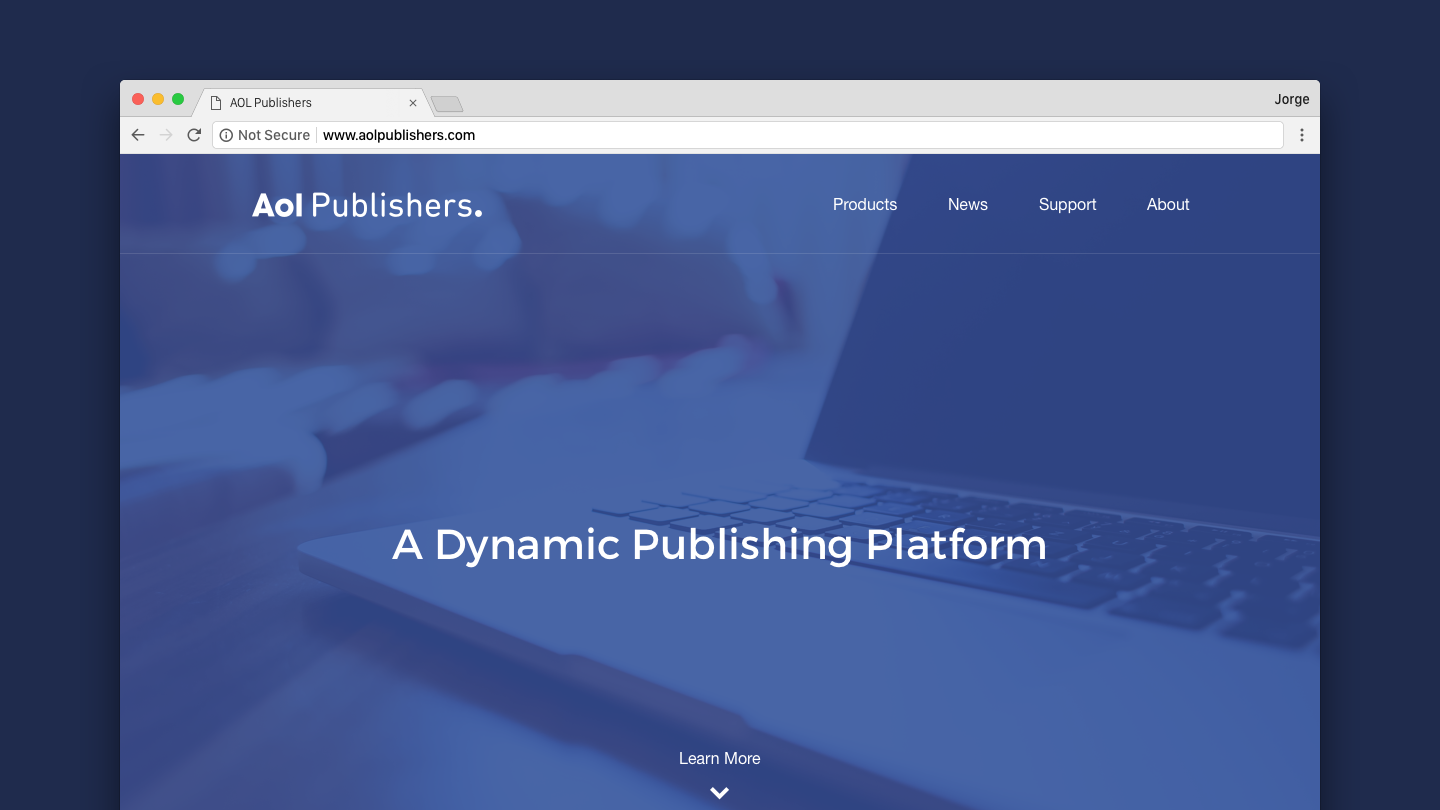 AOL Publishers
Jorge
Not Secure
www.aolpublishers.com
Aol Publishers.
Products
News
Support
About
A Dynamic Publishing Platform
Learn More